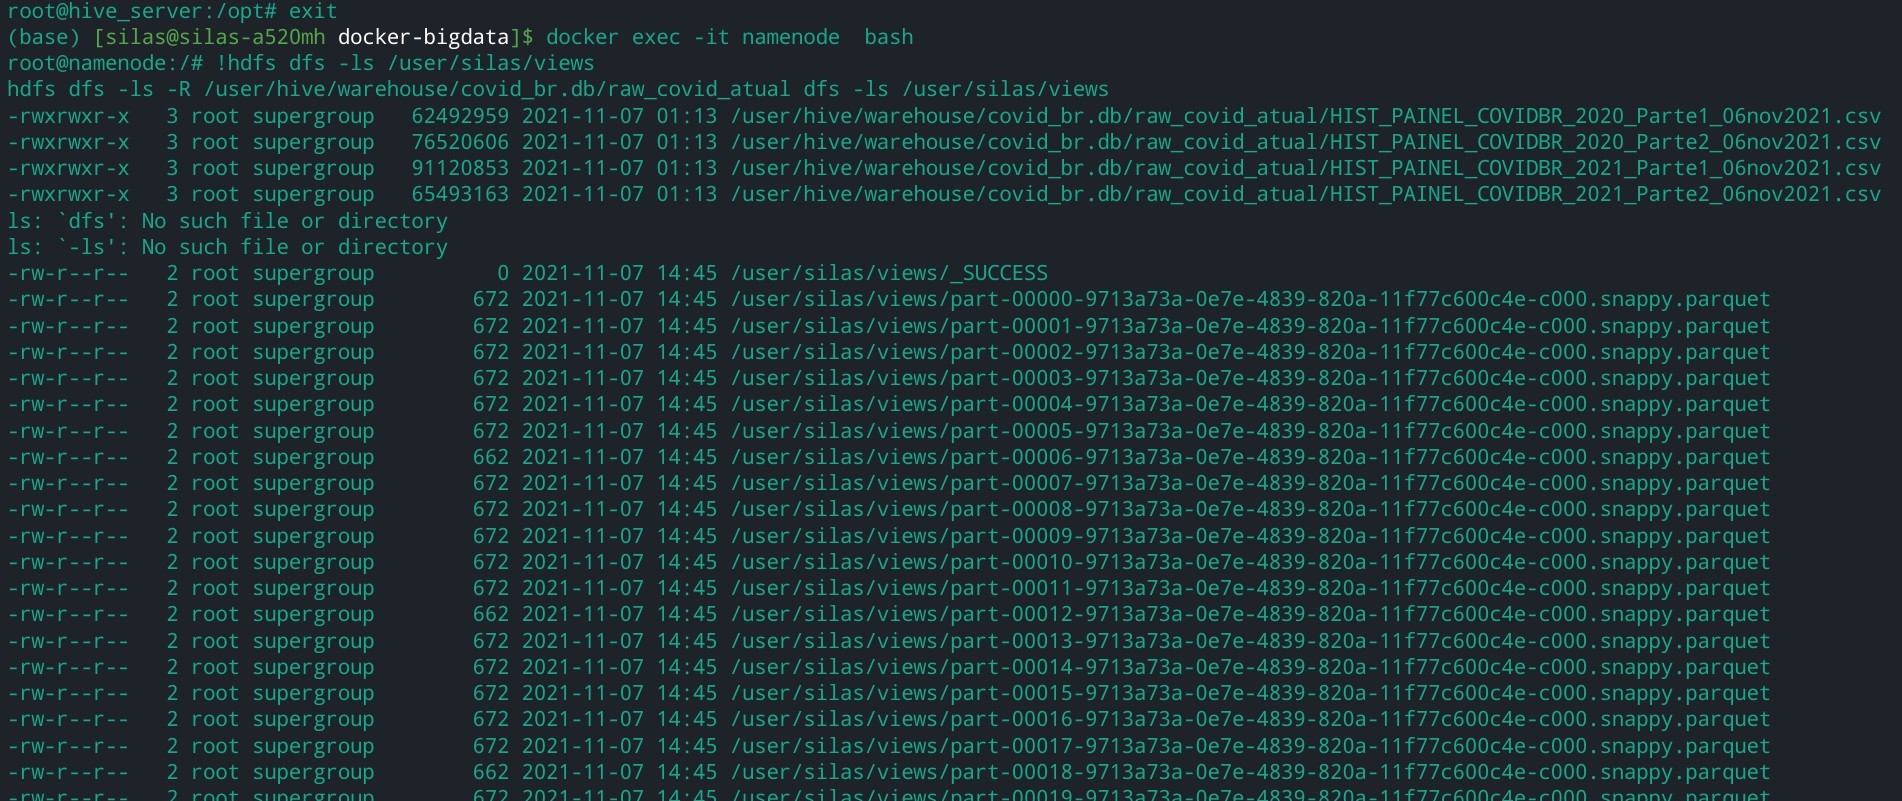 root@hive_server:/opt# exit
(base) [silas@silas-a520mh docker-bigdata]$ docker exec -it namenode  bash
root@namenode:/# !hdfs dfs -ls /user/silas/views
hdfs dfs -ls -R /user/hive/warehouse/covid_br.db/raw_covid_atual dfs -ls /user/silas/views
-rwxrwxr-x   3 root supergroup   62492959 2021-11-07 01:13 /user/hive/warehouse/covid_br.db/raw_covid_atual/HIST_PAINEL_COVIDBR_2020_Parte1_06nov2021.csv
-rwxrwxr-x   3 root supergroup   76520606 2021-11-07 01:13 /user/hive/warehouse/covid_br.db/raw_covid_atual/HIST_PAINEL_COVIDBR_2020_Parte2_06nov2021.csv
-rwxrwxr-x   3 root supergroup   91120853 2021-11-07 01:13 /user/hive/warehouse/covid_br.db/raw_covid_atual/HIST_PAINEL_COVIDBR_2021_Parte1_06nov2021.csv
-rwxrwxr-x   3 root supergroup   65493163 2021-11-07 01:13 /user/hive/warehouse/covid_br.db/raw_covid_atual/HIST_PAINEL_COVIDBR_2021_Parte2_06nov2021.csv
ls: `dfs': No such file or directory
ls: `-ls': No such file or directory
-rw-r--r--   2 root supergroup          0 2021-11-07 14:45 /user/silas/views/_SUCCESS
-rw-r--r--   2 root supergroup        672 2021-11-07 14:45 /user/silas/views/part-00000-9713a73a-0e7e-4839-820a-11f77c600c4e-c000.snappy.parquet
-rw-r--r--   2 root supergroup        672 2021-11-07 14:45 /user/silas/views/part-00001-9713a73a-0e7e-4839-820a-11f77c600c4e-c000.snappy.parquet
-rw-r--r--   2 root supergroup        672 2021-11-07 14:45 /user/silas/views/part-00002-9713a73a-0e7e-4839-820a-11f77c600c4e-c000.snappy.parquet
-rw-r--r--   2 root supergroup        672 2021-11-07 14:45 /user/silas/views/part-00003-9713a73a-0e7e-4839-820a-11f77c600c4e-c000.snappy.parquet
-rw-r--r--   2 root supergroup        672 2021-11-07 14:45 /user/silas/views/part-00004-9713a73a-0e7e-4839-820a-11f77c600c4e-c000.snappy.parquet
-rw-r--r--   2 root supergroup        672 2021-11-07 14:45 /user/silas/views/part-00005-9713a73a-0e7e-4839-820a-11f77c600c4e-c000.snappy.parquet
-rw-r--r--   2 root supergroup        662 2021-11-07 14:45 /user/silas/views/part-00006-9713a73a-0e7e-4839-820a-11f77c600c4e-c000.snappy.parquet
-rw-r--r--   2 root supergroup        672 2021-11-07 14:45 /user/silas/views/part-00007-9713a73a-0e7e-4839-820a-11f77c600c4e-c000.snappy.parquet
-rw-r--r--   2 root supergroup        672 2021-11-07 14:45 /user/silas/views/part-00008-9713a73a-0e7e-4839-820a-11f77c600c4e-c000.snappy.parquet
-rw-r--r--   2 root supergroup        672 2021-11-07 14:45 /user/silas/views/part-00009-9713a73a-0e7e-4839-820a-11f77c600c4e-c000.snappy.parquet
-rw-r--r--   2 root supergroup        672 2021-11-07 14:45 /user/silas/views/part-00010-9713a73a-0e7e-4839-820a-11f77c600c4e-c000.snappy.parquet
-rw-r--r--   2 root supergroup        672 2021-11-07 14:45 /user/silas/views/part-00011-9713a73a-0e7e-4839-820a-11f77c600c4e-c000.snappy.parquet
-rw-r--r--   2 root supergroup        662 2021-11-07 14:45 /user/silas/views/part-00012-9713a73a-0e7e-4839-820a-11f77c600c4e-c000.snappy.parquet
-rw-r--r--   2 root supergroup        672 2021-11-07 14:45 /user/silas/views/part-00013-9713a73a-0e7e-4839-820a-11f77c600c4e-c000.snappy.parquet
-rw-r--r--   2 root supergroup        672 2021-11-07 14:45 /user/silas/views/part-00014-9713a73a-0e7e-4839-820a-11f77c600c4e-c000.snappy.parquet
-rw-r--r--   2 root supergroup        672 2021-11-07 14:45 /user/silas/views/part-00015-9713a73a-0e7e-4839-820a-11f77c600c4e-c000.snappy.parquet
-rw-r--r--   2 root supergroup        672 2021-11-07 14:45 /user/silas/views/part-00016-9713a73a-0e7e-4839-820a-11f77c600c4e-c000.snappy.parquet
-rw-r--r--   2 root supergroup        672 2021-11-07 14:45 /user/silas/views/part-00017-9713a73a-0e7e-4839-820a-11f77c600c4e-c000.snappy.parquet
-rw-r--r--   2 root supergroup        662 2021-11-07 14:45 /user/silas/views/part-00018-9713a73a-0e7e-4839-820a-11f77c600c4e-c000.snappy.parquet
-rw-r--r--   2 root supergroup        672 2021-11-07 14:45 /user/silas/views/part-00019-9713a73a-0e7e-4839-820a-11f77c600c4e-c000.snappy.parquet